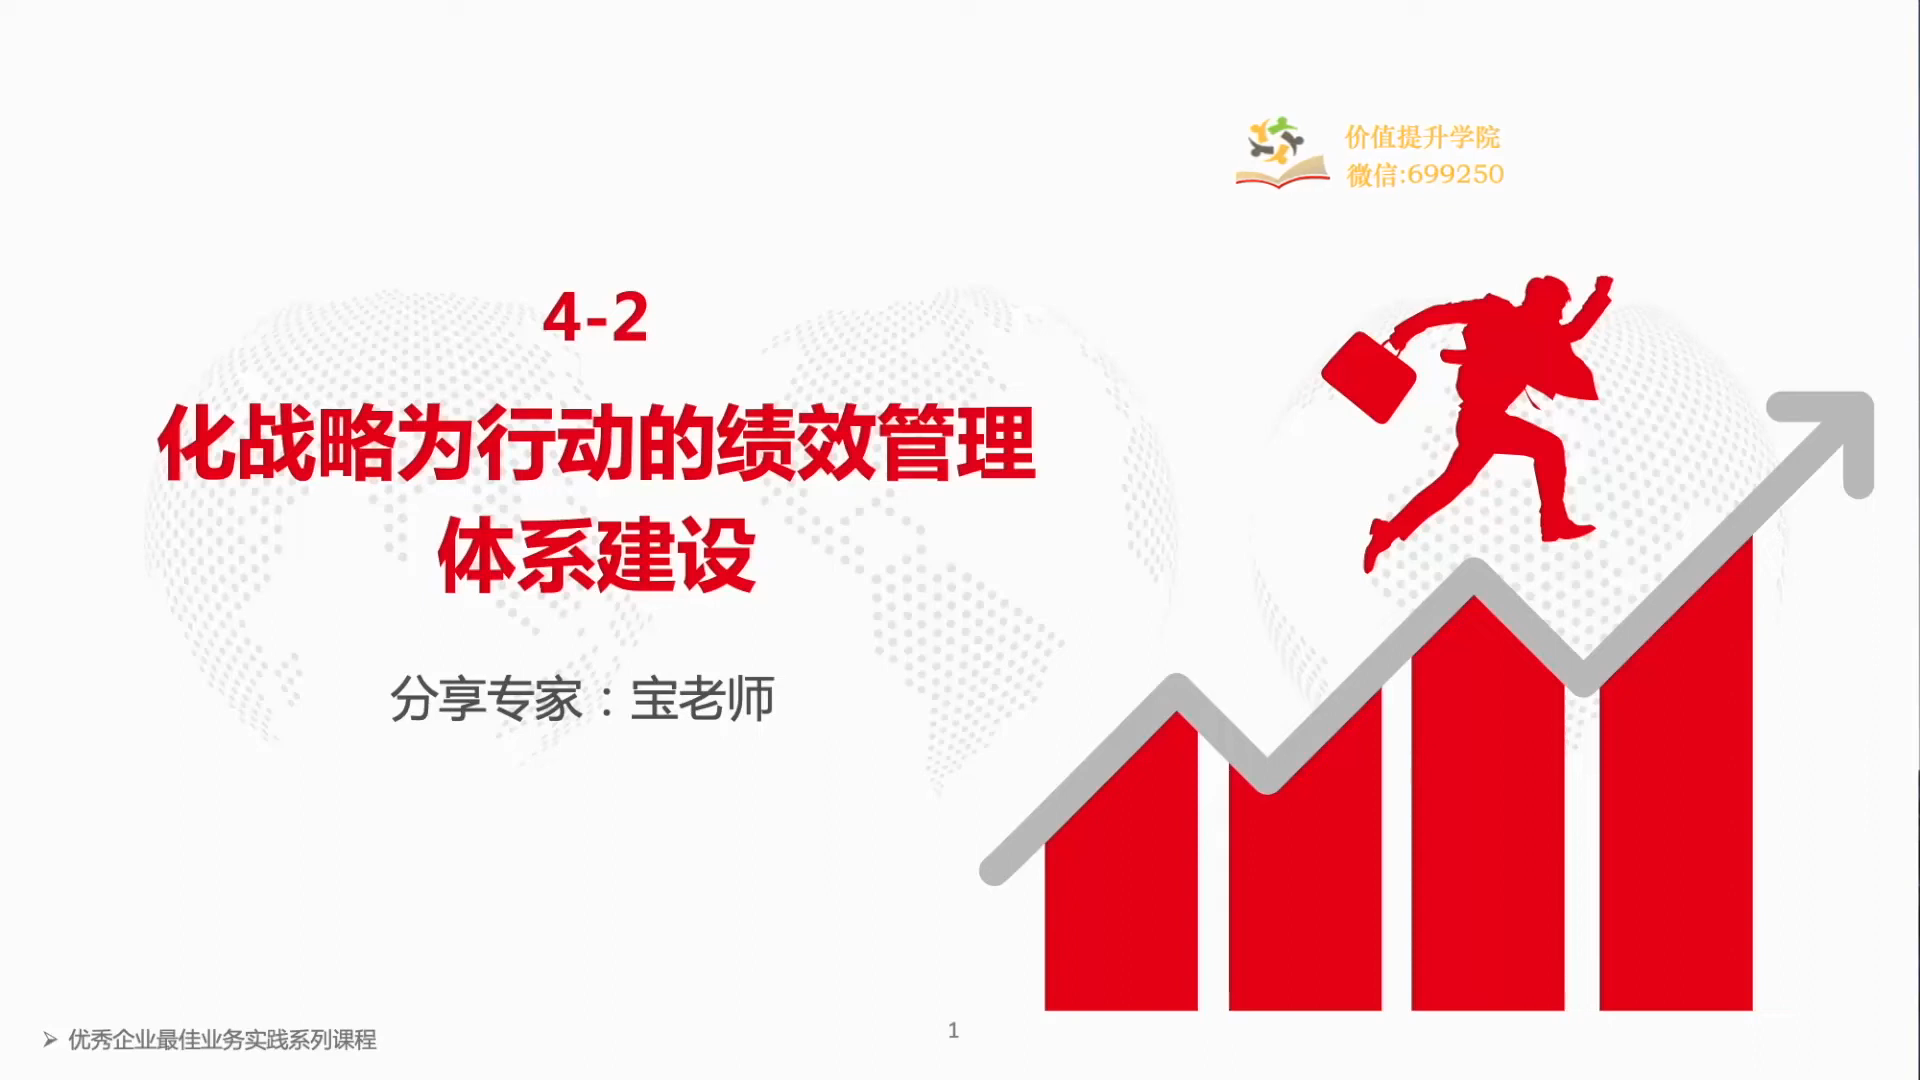 价值提升学院
微信:699250
4-2
化战略为行动的绩效管理
体系建设
分享专家：宝老师
优秀企业最佳业务实践系列课程
1